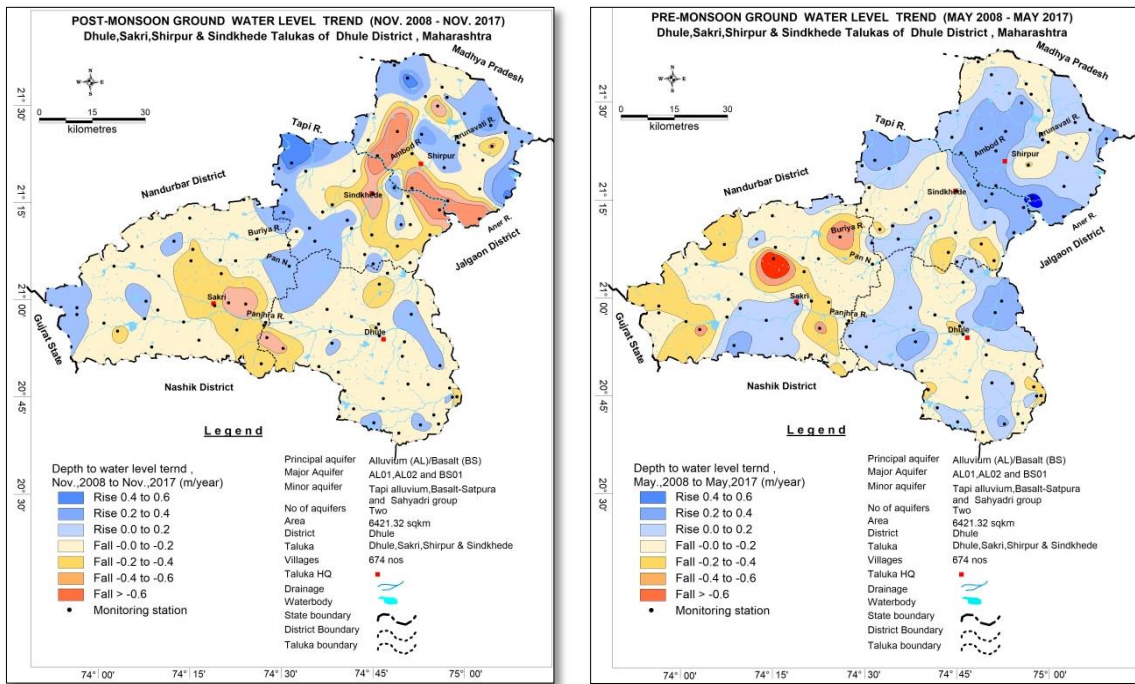 POST-MONSOON GROUND WATER LEVEL TREND (NOV. 2008 - NOV. 2017)
Dhule,Sakri,Shirpur & Sindkhede Talukas of Dhule District , Maharashtra
Madhya Pradesh
N
W E
S
21° 30'
0 15 30
kilometres
Tapi R.
Arunavati R.
Ambod R
Shirpur
21° 15'
Nandurbar District
Sindkhede
Aner R.
Buriya R.
Jalgaon District
Pan N.
21° 00'
Sakri
Panjhra R.
Gujrat State
Dhule
Nashik District
20° 45'
Legend
20° 30'
Depth to water level ternd ,
Nov.,2008 to Nov.,2017 (m/year)
Rise 0.4 to 0.6
Rise 0.2 to 0.4
Rise 0.0 to 0.2
Fall -0.0 to -0.2
Fall -0.2 to -0.4
Fall -0.4 to -0.6
Fall > -0.6
Monitoring station
Principal aquifer Alluvium (AL)/Basalt (BS)
Major Aquifer AL01,AL02 and BS01
Minor aquifer Tapi alluvium,Basalt-Satpura
and Sahyadri group
No of aquifers Two
Area 6421.32 sqkm
District Dhule
Taluka Dhule,Sakri,Shirpur & Sindkhede
Villages 674 nos
Taluka HQ
Drainage
Waterbody
State boundary
District Boundary
Taluka boundary
74° 00' 74° 15' 74° 30' 74° 45' 75° 00'
PRE-MONSOON GROUND WATER LEVEL TREND (MAY 2008 - MAY 2017)
Dhule,Sakri,Shirpur & Sindkhede Talukas of Dhule District , Maharashtra
Madhya Pradesh
N
W E
S
21° 30'
0 15 30
kilometres
Tapi R.
Arunavati R.
Ambod R
Shirpur
21° 15'
Nandurbar District
Sindkhede
Aner R.
Buriya R.
Jalgaon District
Pan N.
21° 00'
Sakri
Panjhra R.
Gujrat State
Dhule
Nashik District
20° 45'
Legend
20° 30'
Depth to water level ternd ,
May.,2008 to May,2017 (m/year)
Rise 0.4 to 0.6
Rise 0.2 to 0.4
Rise 0.0 to 0.2
Fall -0.0 to -0.2
Fall -0.2 to -0.4
Fall -0.4 to -0.6
Fall > -0.6
Monitoring station
Principal aquifer Alluvium (AL)/Basalt (BS)
Major Aquifer AL01,AL02 and BS01
Minor aquifer Tapi alluvium,Basalt-Satpura
and Sahyadri group
No of aquifers Two
Area 6421.32 sqkm
District Dhule
Taluka Dhule,Sakri,Shirpur & Sindkhede
Villages 674 nos
Taluka HQ
Drainage
Waterbody
State boundary
District Boundary
Taluka boundary
74° 00' 74° 15' 74° 30' 74° 45' 75° 00'